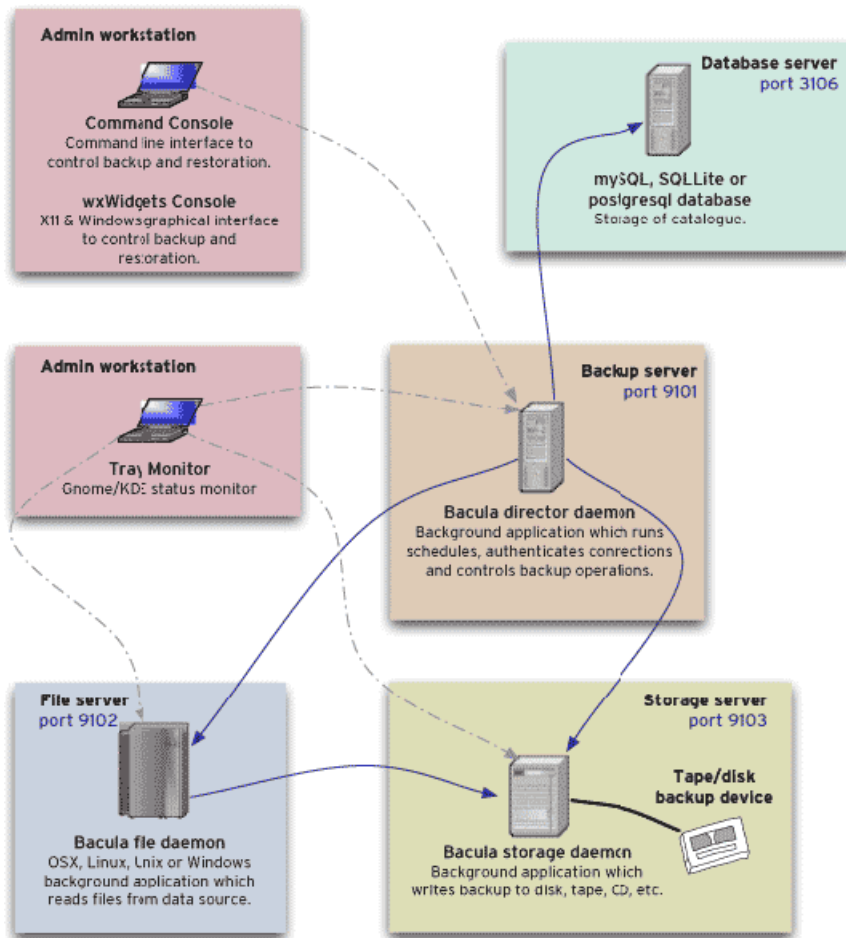 Admin workstation
Command Console
Command line interface to
control backup and restoration.
wxWidgets Console
X11 & Windows graphical interface
to control backup and
restoration.
Database server
port 3106
mySQL, SQLLite or
postgresql database
Storage of catalogue.
Admin workstation
Tray Monitor
Gnome/KDE status monitor
Backup server
port 9101
Bacula director daemon
Background application which runs
schedules, authenticates connections
and controls backup operations.
File server
port 9102
Bacula file daemon
OSX, Linux, Unix or Windows
background application which
reads files from data source.
Storage server
port 9103
Tape/disk
backup device
Bacula storage daemon
Background application which
writes backup to disk, tape, CD, etc.